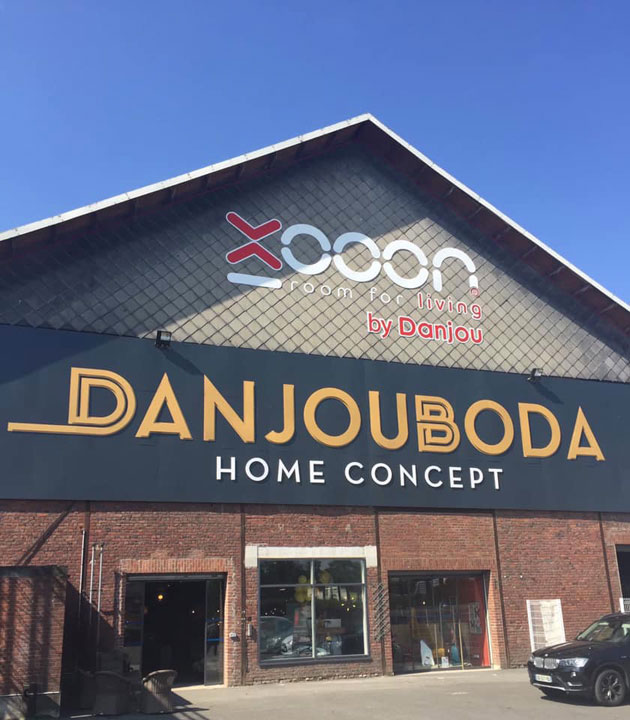 xooon
room for living
by Danjou
DANJOUBODA
HOME CONCEPT